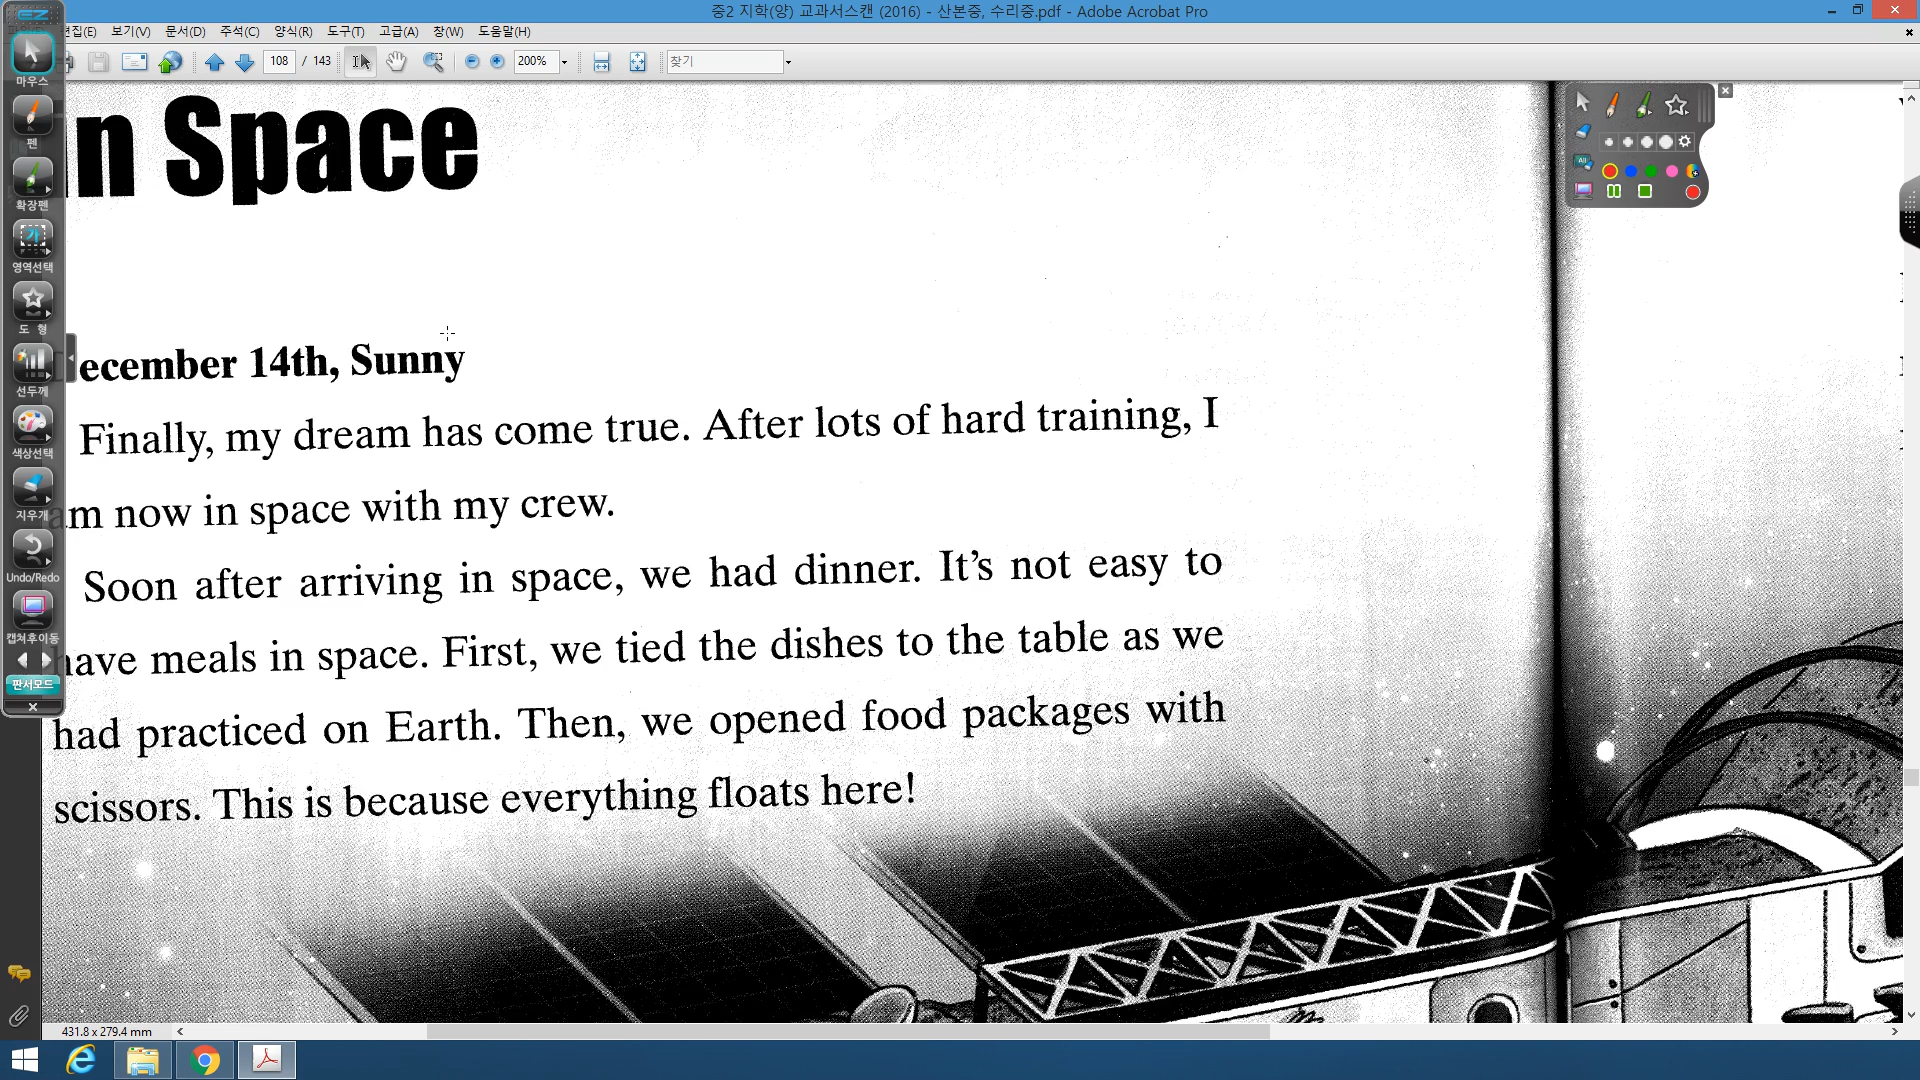 중2 지학(양) 교과서스캔 (2016) - 산본중, 수리중.pdf - Adobe Acrobat Pro
편집(E) 보기(V) 문서(D) 주석(C) 양식(R) 도구(T) 고급(A) 창(W) 도움말(H)
108 / 143 200% 찾기
EZ
마우스
펜
확장펜
가
영역선택
도 형
선두께
색상선택
지우개
Undo/Redo
캡쳐후이동
판서모드
All
in Space
December 14th, Sunny
Finally, my dream has come true. After lots of hard training, I
am now in space with my crew.
Soon after arriving in space, we had dinner. It's not easy to
have meals in space. First, we tied the dishes to the table as we
had practiced on Earth. Then, we opened food packages with
scissors. This is because everything floats here!
431.8 x 279.4 mm